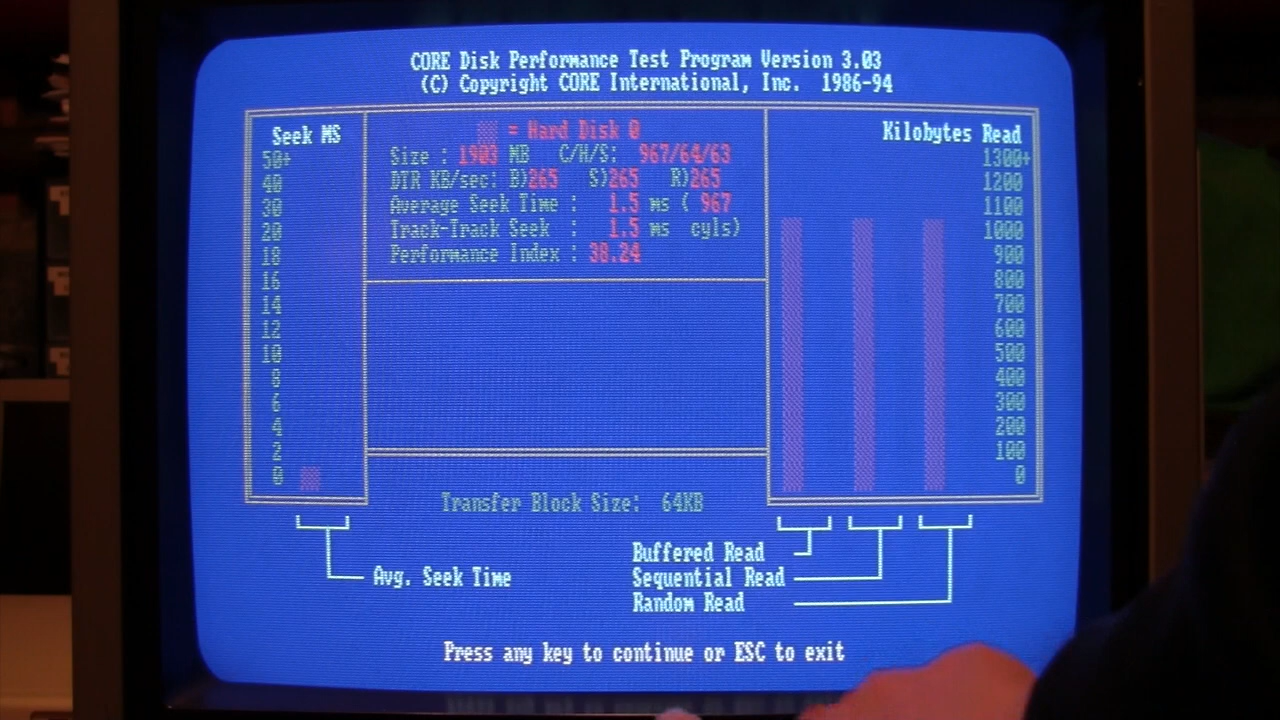 CORE Disk Performance Test Program Version 3.03
(C) Copyright CORE International, Inc. 1986-94
Seek MS
50+
40
30
20
18
16
14
12
10
8
6
4
2
0
= Hard Disk 0
Size : 1903 MB C/H/S: 967/64/63
DTR KB/sec: B)265 S)265 R)265
Average Seek Time : 1.5 ms ( 967
Track-Track Seek : 1.5 ms cyls)
Performance Index : 38.24
Transfer Block Size: 64KB
Kilobytes Read
1300+
1200
1100
1000
900
800
700
600
500
400
300
200
100
0
Avg. Seek Time
Buffered Read
Sequential Read
Random Read
Press any key to continue or ESC to exit